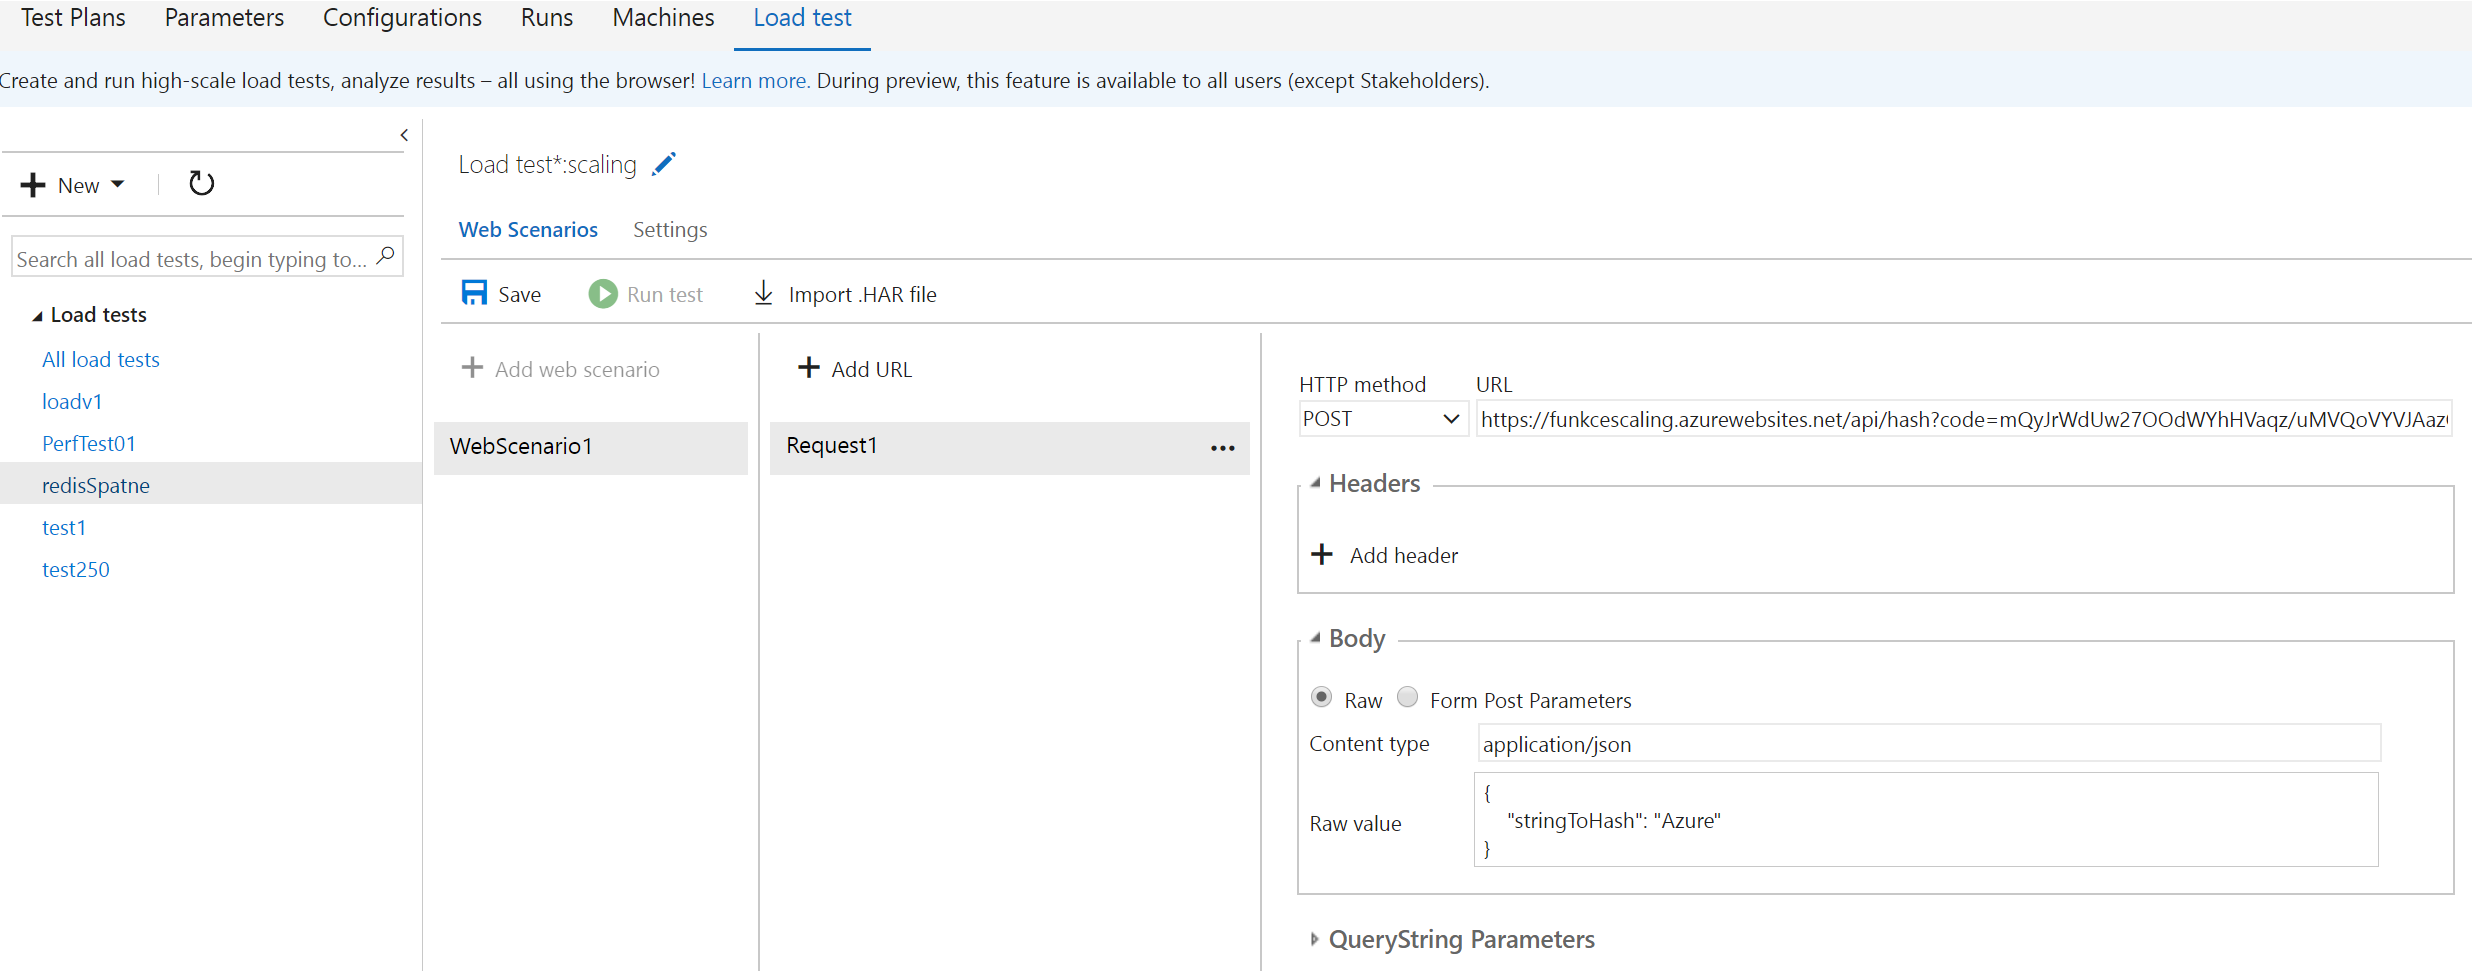 Test Plans Parameters Configurations Runs Machines Load test
Create and run high-scale load tests, analyze results – all using the browser! Learn more. During preview, this feature is available to all users (except Stakeholders).
New
Search all load tests, begin typing to...
Load tests
All load tests
loadv1
PerfTest01
redisSpatne
test1
test250
Load test*:scaling
Web Scenarios Settings
Save Run test Import .HAR file
Add web scenario
WebScenario1
Add URL
Request1
HTTP method URL
POST https://funkcescaling.azurewebsites.net/api/hash?code=mQyJrWdUw27OOdWYhHVaqz/uMVQoVYVJAaz
Headers
Add header
Body
Raw Form Post Parameters
Content type application/json
Raw value
{
"stringToHash": "Azure"
}
QueryString Parameters